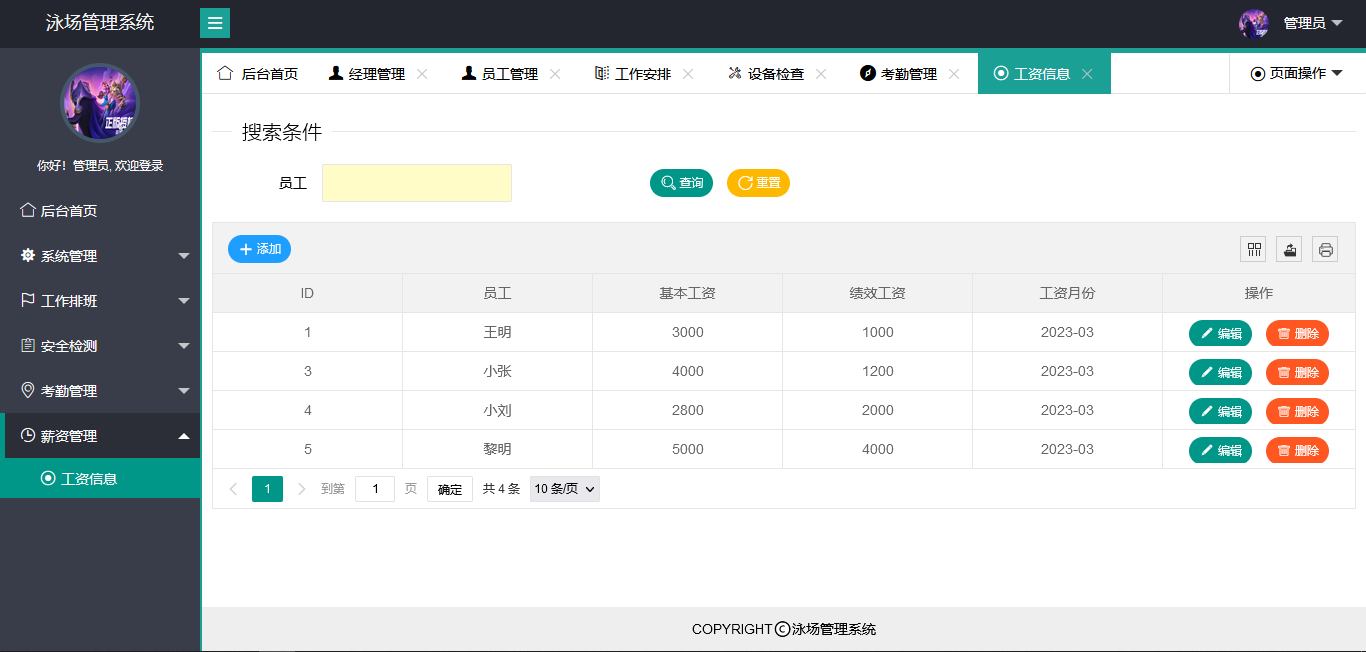 泳场管理系统
管理员
正版授权
你好！管理员, 欢迎登录
后台首页
系统管理
工作排班
安全检测
考勤管理
薪资管理
工资信息
后台首页 经理管理 员工管理 工作安排 设备检查 考勤管理 工资信息 页面操作
搜索条件
员工 查询 重置
添加
ID 员工 基本工资 绩效工资 工资月份 操作
1 王明 3000 1000 2023-03 编辑 删除
3 小张 4000 1200 2023-03 编辑 删除
4 小刘 2800 2000 2023-03 编辑 删除
5 黎明 5000 4000 2023-03 编辑 删除
1 到第 1 页 确定 共 4 条 10 条/页
COPYRIGHT©泳场管理系统